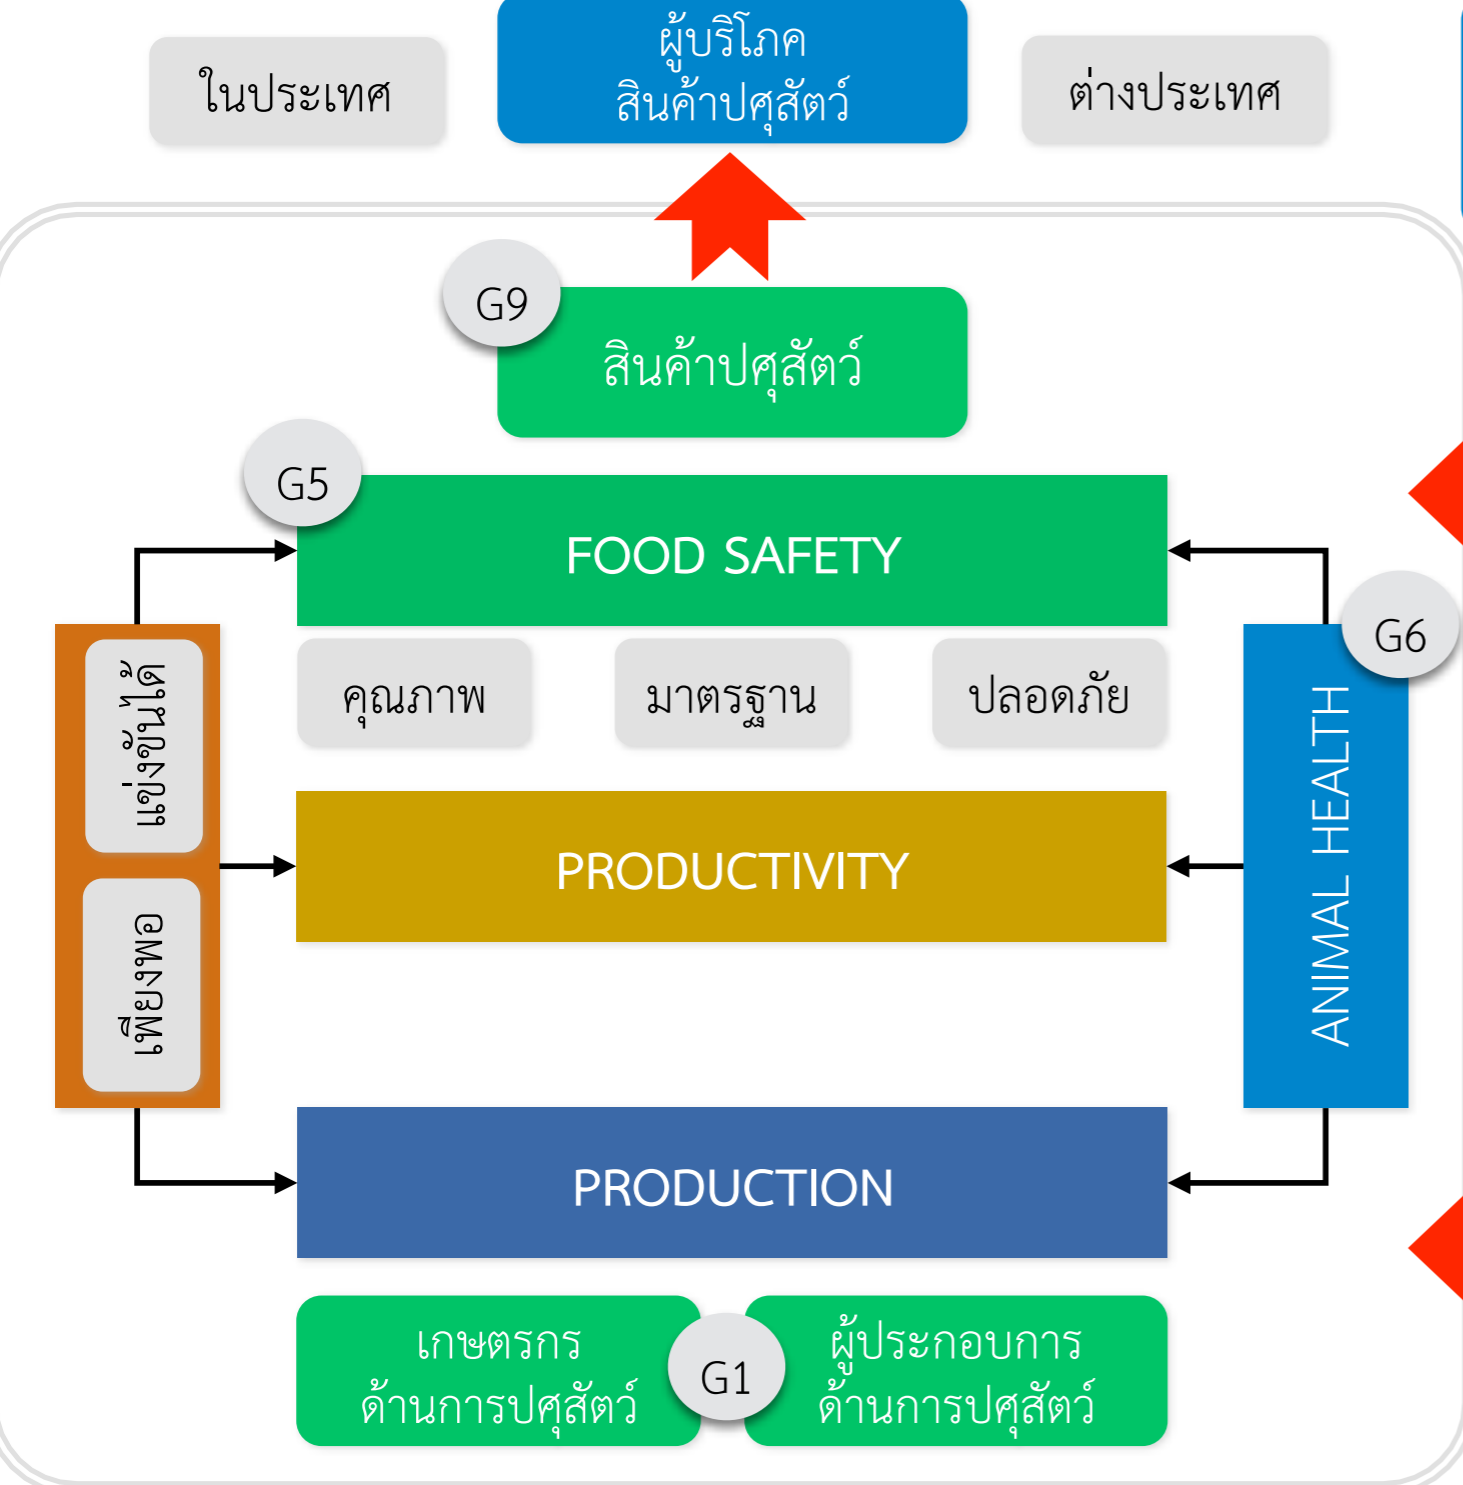 ในประเทศ
ผู้บริโภค
สินค้าปศุสัตว์
ต่างประเทศ
G9
สินค้าปศุสัตว์
G5
FOOD SAFETY
G6
แข่งขันได้
คุณภาพ
มาตรฐาน
ปลอดภัย
ANIMAL HEALTH
PRODUCTIVITY
เพียงพอ
PRODUCTION
เกษตรกร
ด้านการปศุสัตว์
G1
ผู้ประกอบการ
ด้านการปศุสัตว์